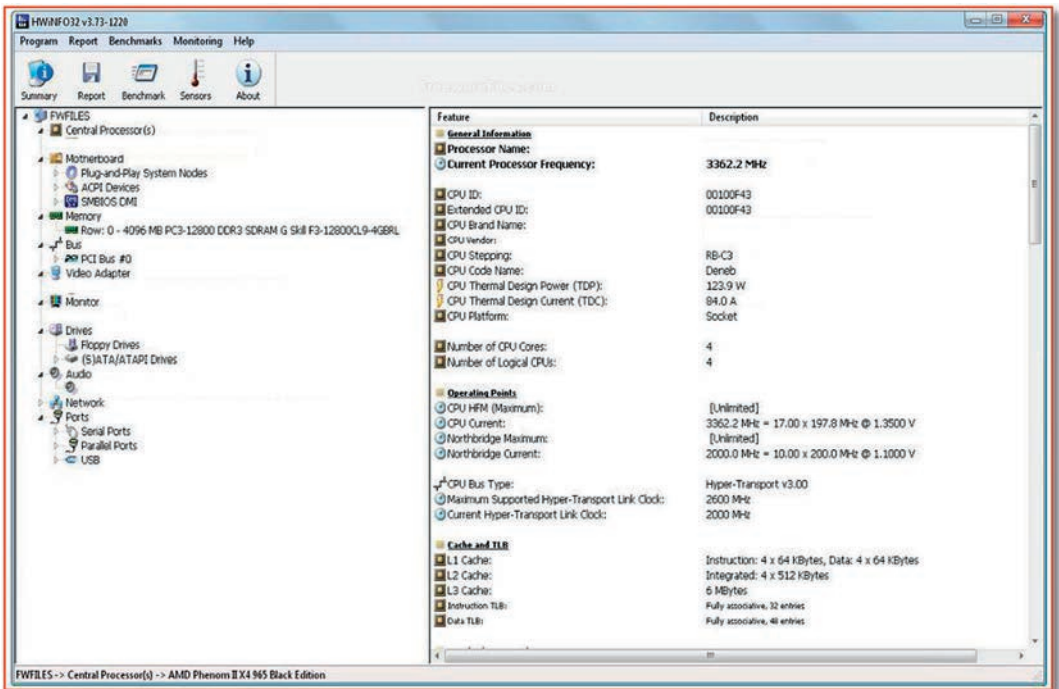 HWiNFO32 v3.73-1220
Program Report Benchmarks Monitoring Help
Summary Report Benchmark Sensors About
FWFILES
Central Processor(s)
Motherboard
Plug-and-Play System Nodes
ACPI Devices
SMBIOS DMI
Memory
Row: 0 - 4096 MB PC3-12800 DDR3 SDRAM G Skill F3-12800CL9-4GBRL
Bus
PCI Bus #0
Video Adapter
Monitor
Drives
Floppy Drives
(S)ATA/ATAPI Drives
Audio
Network
Ports
Serial Ports
Parallel Ports
USB
Feature Description
General Information
Processor Name:
Current Processor Frequency: 3362.2 MHz
CPU ID: 00100F43
Extended CPU ID: 00100F43
CPU Brand Name:
CPU Vendor:
CPU Stepping: RB-C3
CPU Code Name: Deneb
CPU Thermal Design Power (TDP): 123.9 W
CPU Thermal Design Current (TDC): 84.0 A
CPU Platform: Socket
Number of CPU Cores: 4
Number of Logical CPUs: 4
Operating Points
CPU HFM (Maximum): [Unlimited]
CPU Current: 3362.2 MHz = 17.00 x 197.8 MHz @ 1.3500 V
Northbridge Maximum: [Unlimited]
Northbridge Current: 2000.0 MHz = 10.00 x 200.0 MHz @ 1.1000 V
CPU Bus Type: Hyper-Transport v3.00
Maximum Supported Hyper-Transport Link Clock: 2600 MHz
Current Hyper-Transport Link Clock: 2000 MHz
Cache and TLB
L1 Cache: Instruction: 4 x 64 KBytes, Data: 4 x 64 KBytes
L2 Cache: Integrated: 4 x 512 KBytes
L3 Cache: 6 MBytes
Instruction TLB: Fully associative, 32 entries
Data TLB: Fully associative, 48 entries
FWFILES -> Central Processor(s) -> AMD Phenom II X4 965 Black Edition